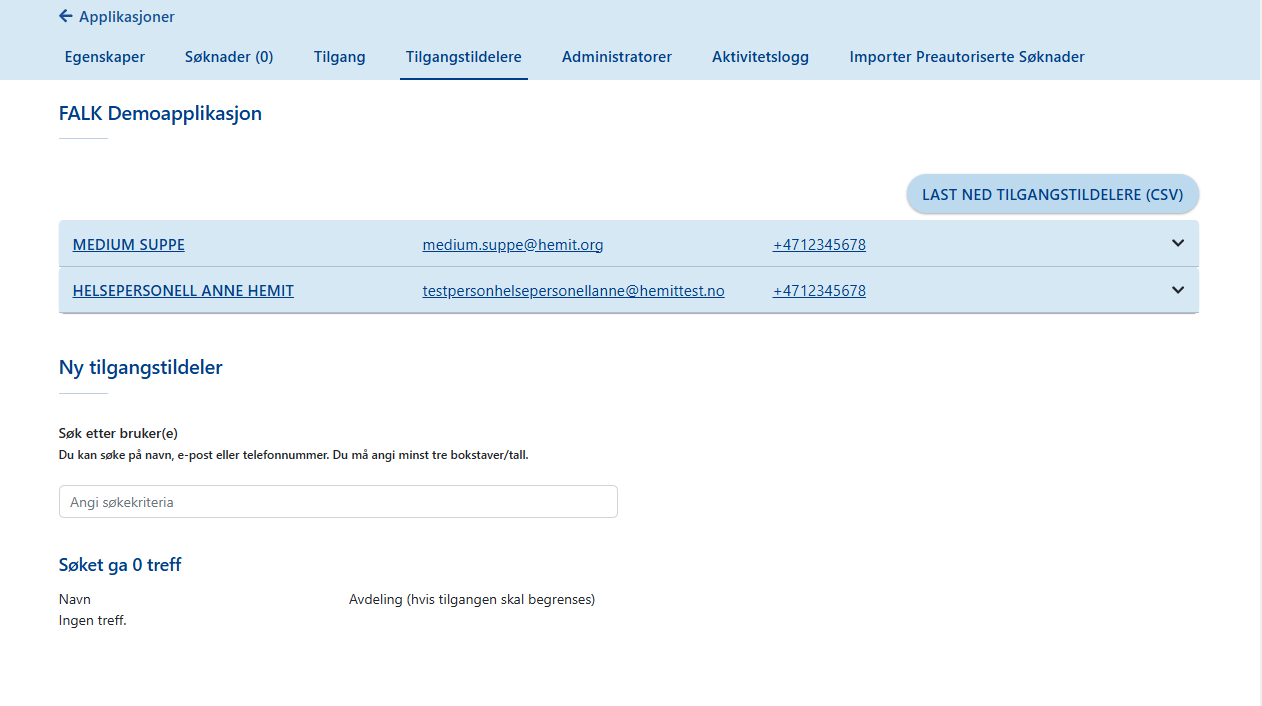 Applikasjoner
Egenskaper Søknader (0) Tilgang Tilgangstildelere Administratorer Aktivitetslogg Importer Preautoriserte Søknader
FALK Demoapplikasjon
LAST NED TILGANGSTILDELERE (CSV)
MEDIUM SUPPE medium.suppe@hemit.org +4712345678
HELSEPERSONELL ANNE HEMIT testpersonhelsepersonellanne@hemittest.no +4712345678
Ny tilgangstildeler
Søk etter bruker(e)
Du kan søke på navn, e-post eller telefonnummer. Du må angi minst tre bokstaver/tall.
Angi søkekriteria
Søket ga 0 treff
Navn Avdeling (hvis tilgangen skal begrenses)
Ingen treff.